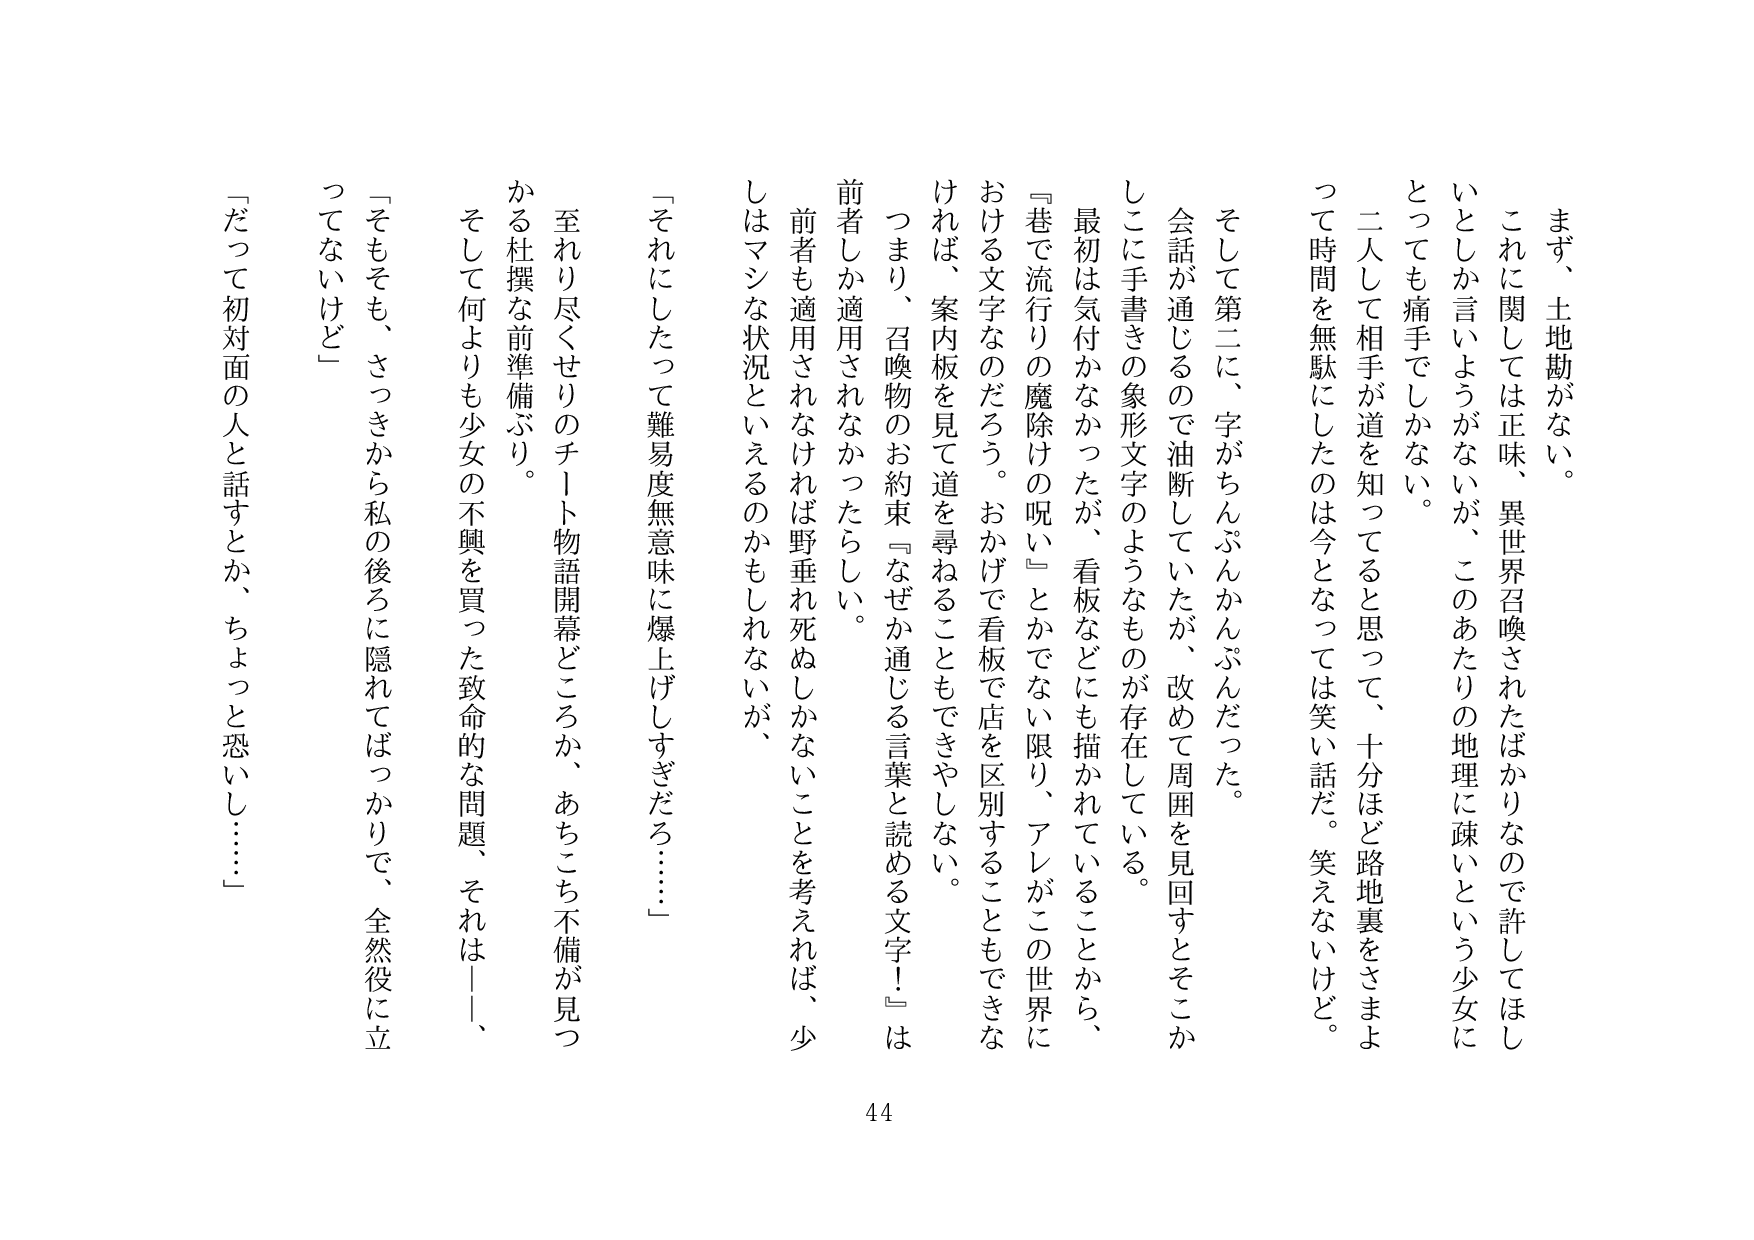 まず、土地勘がない。
　これに関しては正味、異世界召喚されたばかりなので許してほし
いとしか言いようがないが、このあたりの地理に疎いという少女に
とっても痛手でしかない。
　二人して相手が道を知ってると思って、十分ほど路地裏をさまよ
って時間を無駄にしたのは今となっては笑い話だ。笑えないけど。
　そして第二に、字がちんぷんかんぷんだった。
　会話が通じるので油断していたが、改めて周囲を見回すとそこか
しこに手書きの象形文字のようなものが存在している。
　最初は気付かなかったが、看板などにも描かれていることから、
『巷で流行りの魔除けの呪い』とかでない限り、アレがこの世界に
おける文字なのだろう。おかげで看板で店を区別することもできな
ければ、案内板を見て道を尋ねることもできやしない。
　つまり、召喚物のお約束『なぜか通じる言葉と読める文字！』は
前者しか適用されなかったらしい。
　前者も適用されなければ野垂れ死ぬしかないことを考えれば、少
しはマシな状況といえるのかもしれないが、
「それにしたって難易度無意味に爆上げしすぎだろ……」
　至れり尽くせりのチート物語開幕どころか、あちこち不備が見つ
かる杜撰な前準備ぶり。
　そして何よりも少女の不興を買った致命的な問題、それは――、
「そもそも、さっきから私の後ろに隠れてばっかりで、全然役に立
ってないけど」
「だって初対面の人と話すとか、ちょっと恐いし……」
44